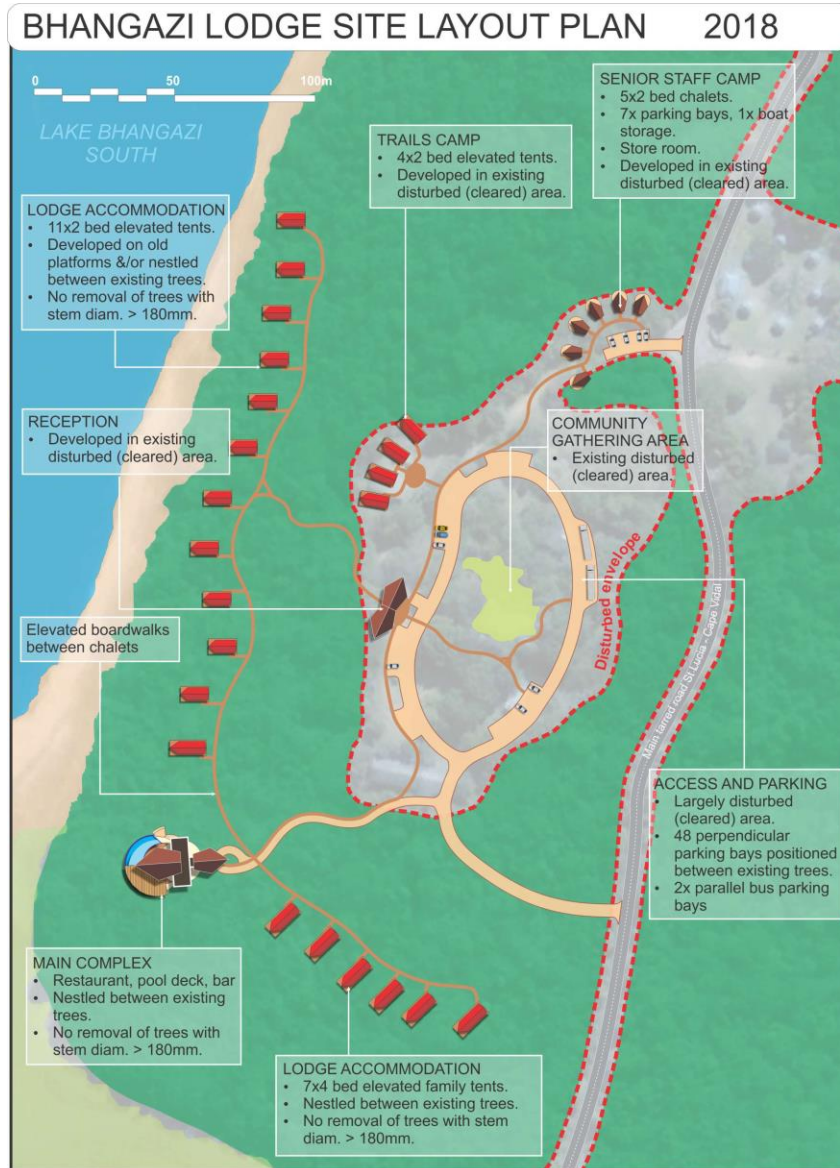 BHANGAZI LODGE SITE LAYOUT PLAN 2018
0 50 100m
LAKE BHANGAZI
SOUTH
SENIOR STAFF CAMP
• 5x2 bed chalets.
• 7x parking bays, 1x boat
storage.
• Store room.
• Developed in existing
disturbed (cleared) area.
TRAILS CAMP
• 4x2 bed elevated tents.
• Developed in existing
disturbed (cleared) area.
LODGE ACCOMMODATION
• 11x2 bed elevated tents.
• Developed on old
platforms &/or nestled
between existing trees.
• No removal of trees with
stem diam. > 180mm.
RECEPTION
• Developed in existing
disturbed (cleared) area.
COMMUNITY
GATHERING AREA
• Existing disturbed
(cleared) area.
Disturbed envelope
Elevated boardwalks
between chalets
Main tarred road St Lucia - Cape Vidal
ACCESS AND PARKING
• Largely disturbed
(cleared) area.
• 48 perpendicular
parking bays positioned
between existing trees.
• 2x parallel bus parking
bays
MAIN COMPLEX
• Restaurant, pool deck, bar
• Nestled between existing
trees.
• No removal of trees with
stem diam. > 180mm.
LODGE ACCOMMODATION
• 7x4 bed elevated family tents.
• Nestled between existing trees.
• No removal of trees with stem
diam. > 180mm.